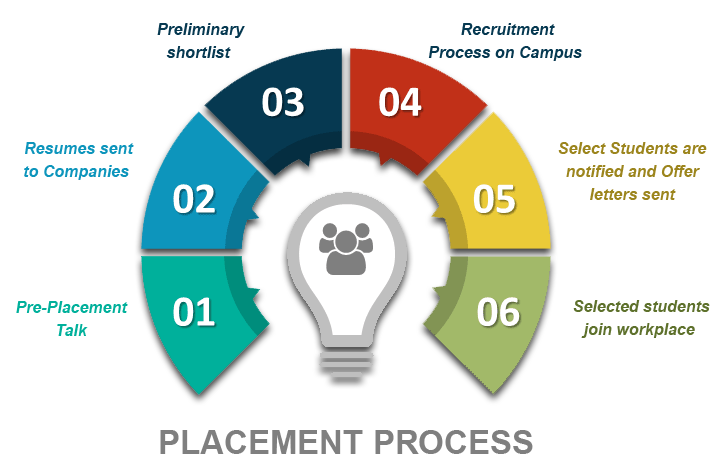 Preliminary
shortlist
Recruitment
Process on Campus
03
04
Resumes sent
to Companies
02
05
Select Students are
notified and Offer
letters sent
Pre-Placement
Talk
01
06
Selected students
join workplace
PLACEMENT PROCESS